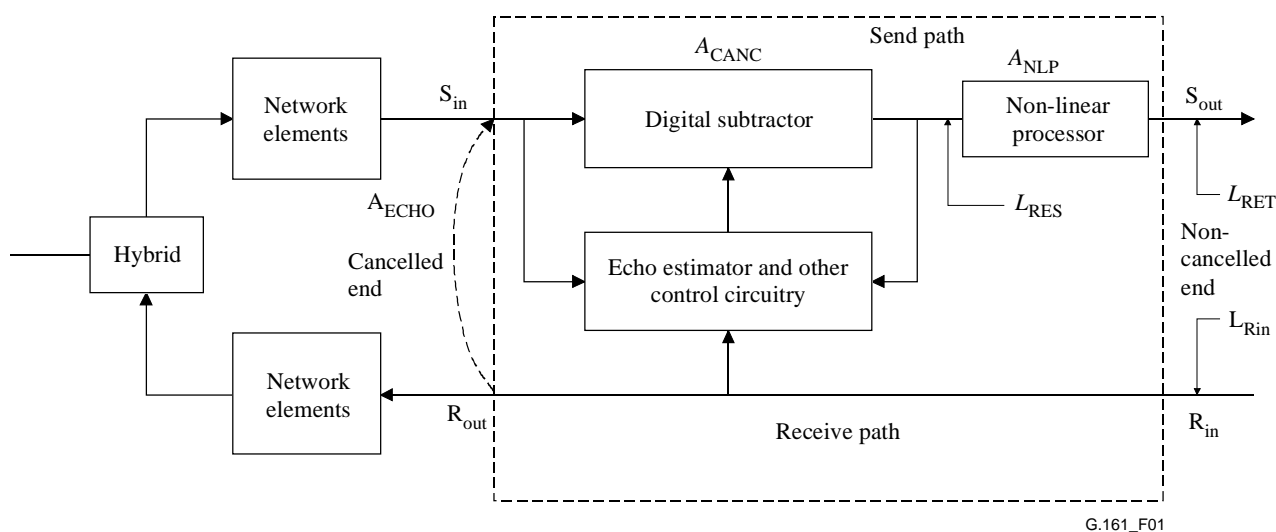 Send path
A_CANC
A_NLP
Network
elements
S_in
Digital subtractor
Non-linear
processor
S_out
A_ECHO
L_RES
L_RET
Hybrid
Cancelled
end
Echo estimator and other
control circuitry
Non-
cancelled
end
L_Rin
Network
elements
R_out
Receive path
R_in
G.161_F01